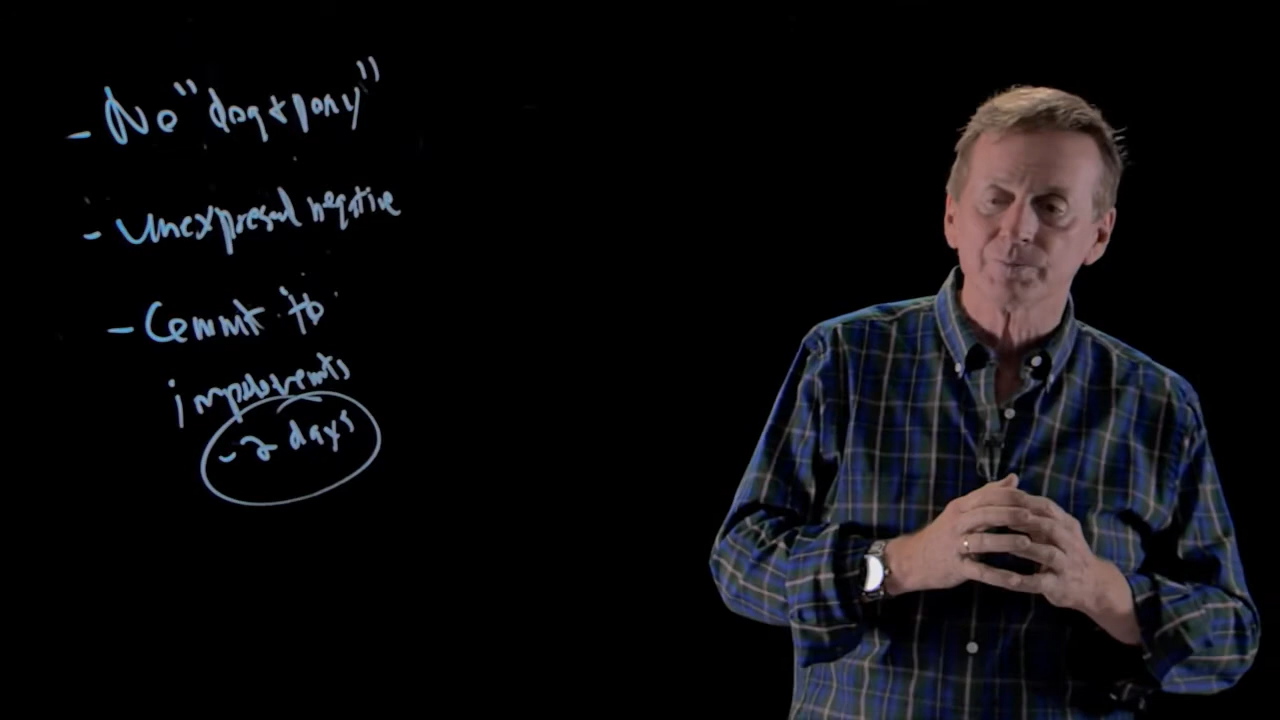 - No "dog & pony"
- Unexpressed negative
- Commit to
improvements
- 2 days